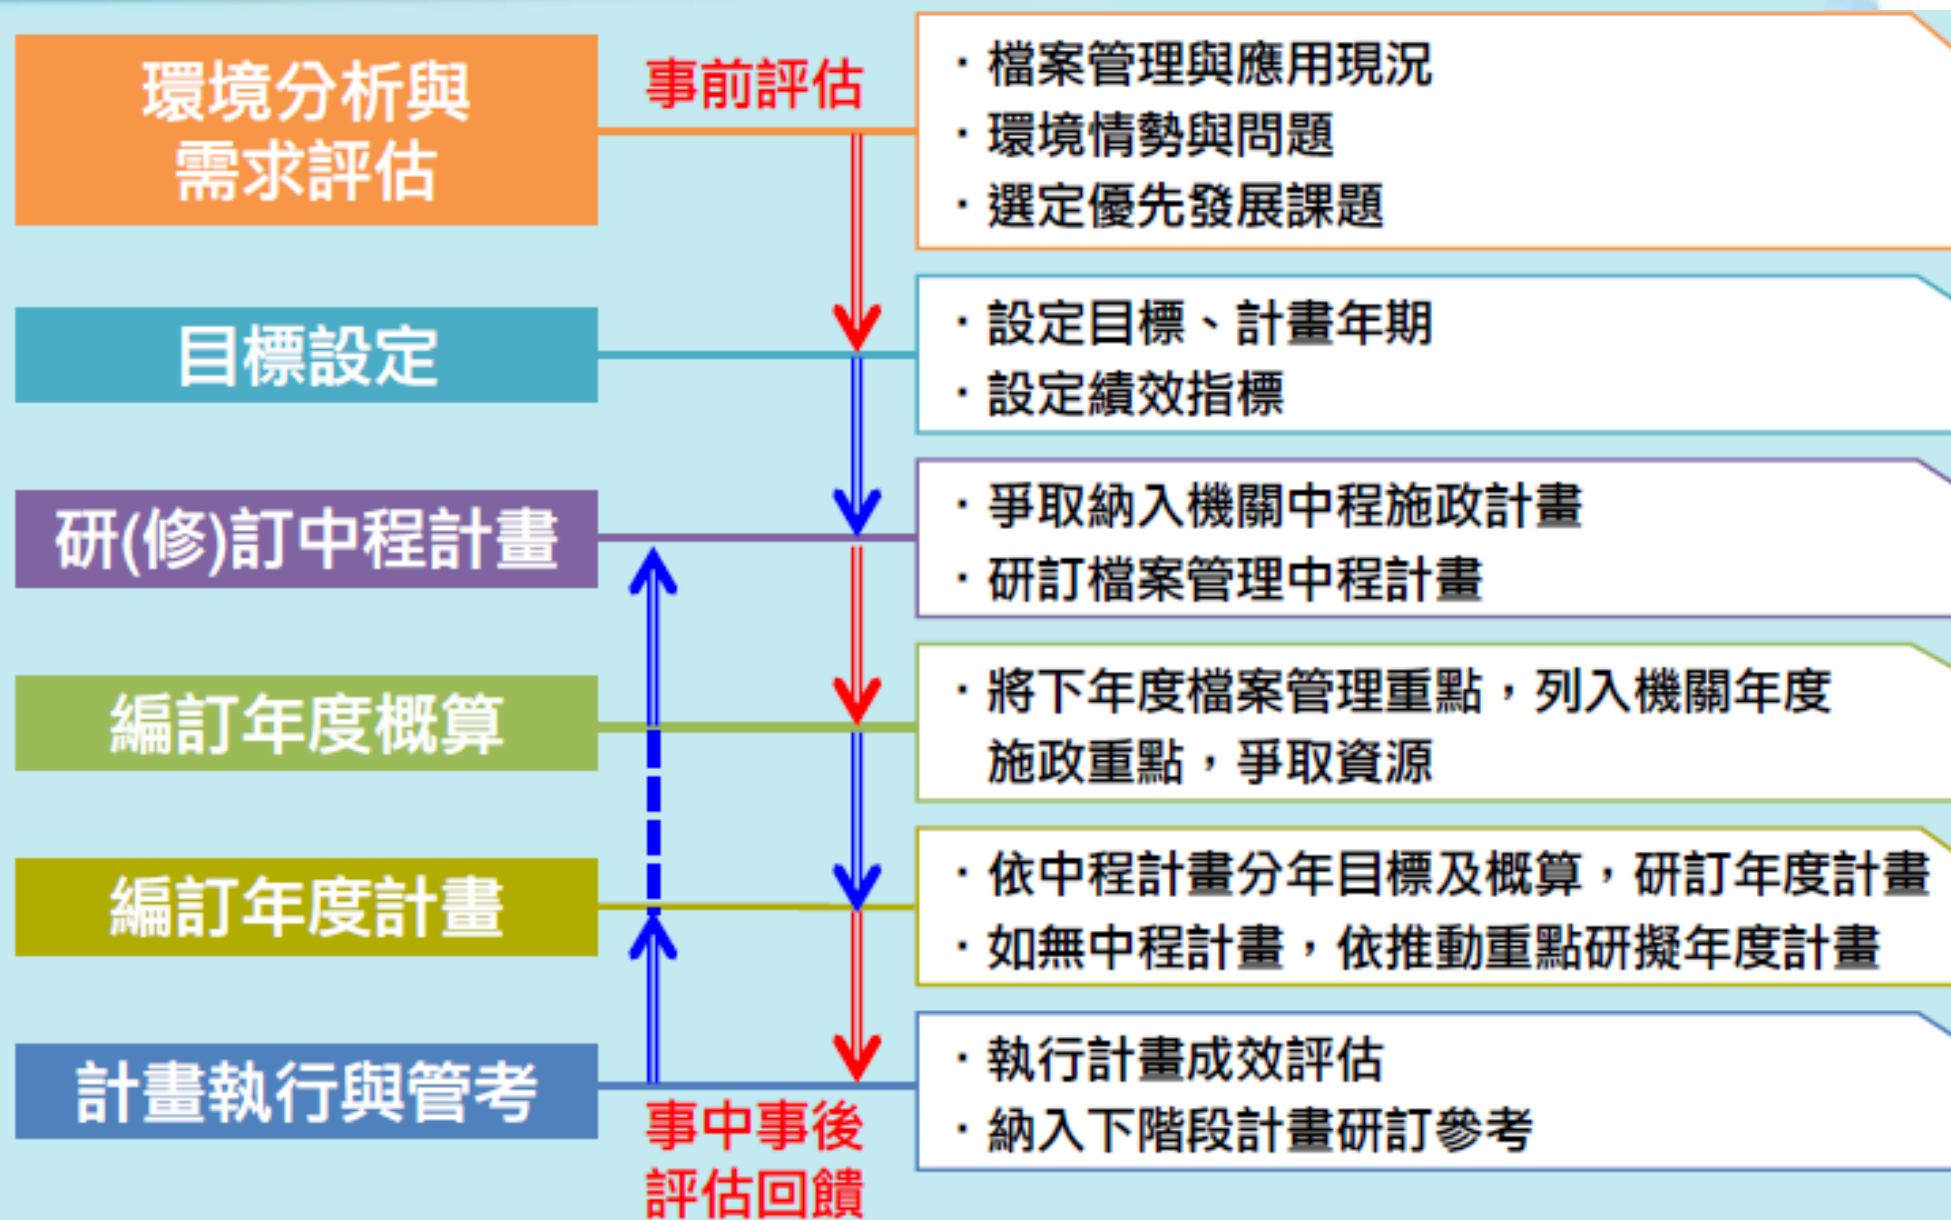 環境分析與
需求評估
事前評估
·檔案管理與應用現況
·環境情勢與問題
·選定優先發展課題
目標設定
·設定目標、計畫年期
·設定績效指標
研(修)訂中程計畫
·爭取納入機關中程施政計畫
·研訂檔案管理中程計畫
編訂年度概算
·將下年度檔案管理重點，列入機關年度
施政重點，爭取資源
編訂年度計畫
·依中程計畫分年目標及概算，研訂年度計畫
·如無中程計畫，依推動重點研擬年度計畫
計畫執行與管考
事中事後
評估回饋
·執行計畫成效評估
·納入下階段計畫研訂參考